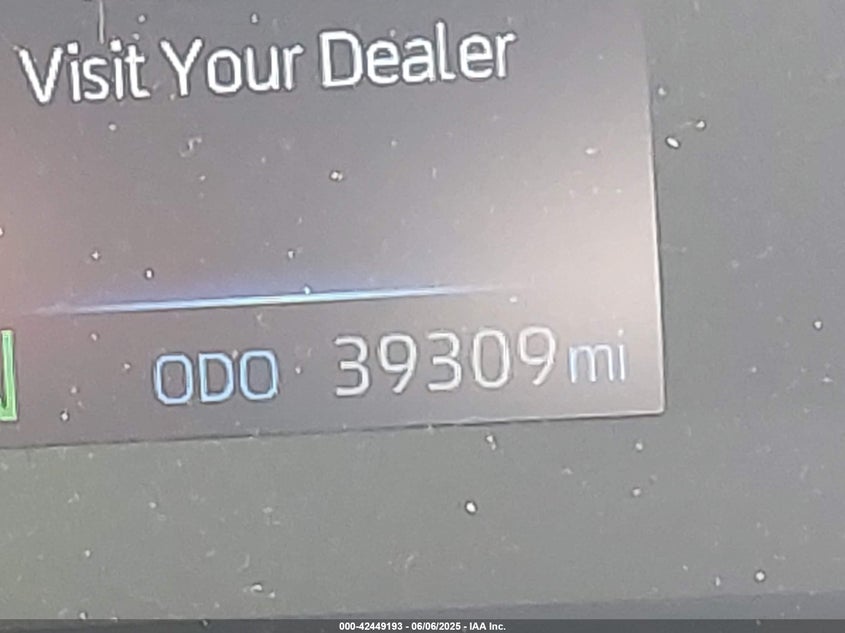 Visit Your Dealer
ODO 39309 mi
000-42449193 - 06/06/2025 - IAA Inc.